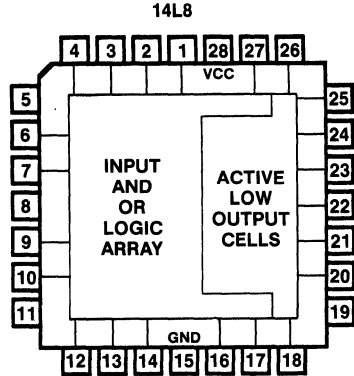 14L8
4 3 2 1 28 27 26
VCC
5 25
6 24
7 23
8 22
9 21
10 20
11 19
INPUT
AND
OR
LOGIC
ARRAY
ACTIVE
LOW
OUTPUT
CELLS
GND
12 13 14 15 16 17 18